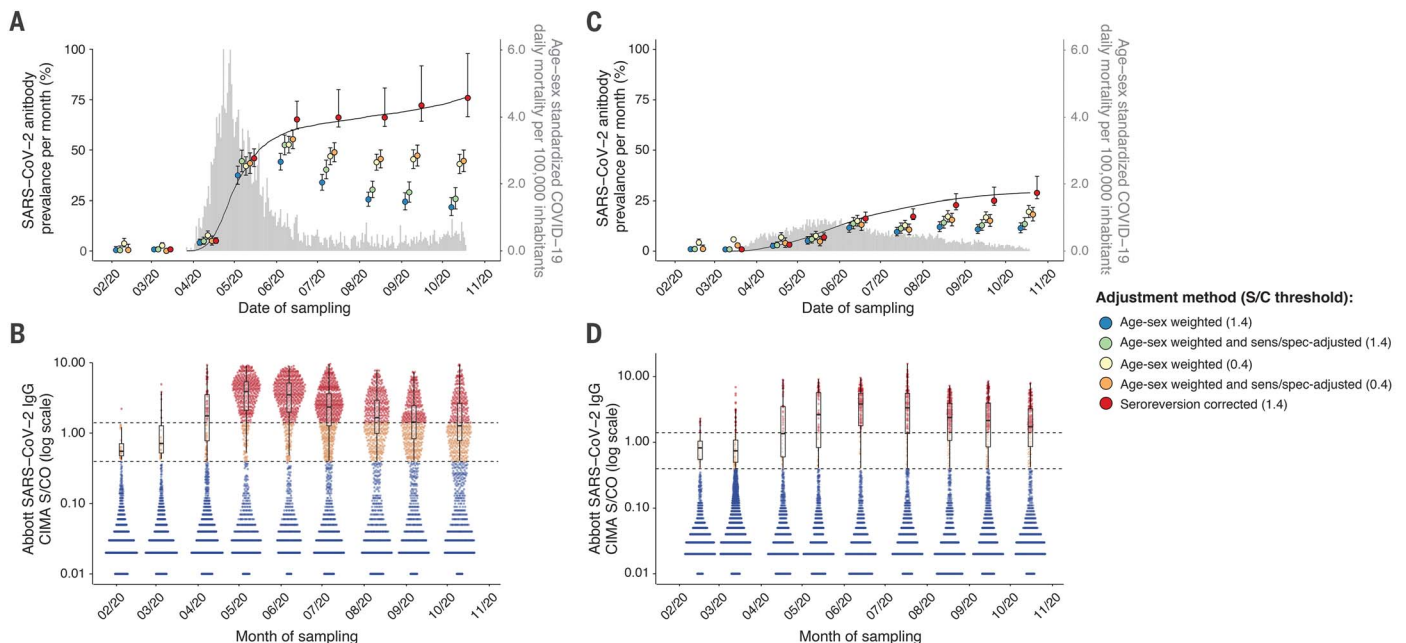 A
SARS−CoV−2 anitbody
prevalance per month (%)
100
75
50
25
0
6.0
4.0
2.0
0.0
Age−sex standardized COVID−19
daily mortality per 100,000 inhabitants
02/20
03/20
04/20
05/20
06/20
07/20
08/20
09/20
10/20
11/20
Date of sampling
C
SARS−CoV−2 anitbody
prevalance per month (%)
100
75
50
25
0
6.0
4.0
2.0
0.0
Age−sex standardized COVID−19
daily mortality per 100,000 inhabitants
02/20
03/20
04/20
05/20
06/20
07/20
08/20
09/20
10/20
11/20
Date of sampling
Adjustment method (S/C threshold):
Age-sex weighted (1.4)
Age-sex weighted and sens/spec-adjusted (1.4)
Age-sex weighted (0.4)
Age-sex weighted and sens/spec-adjusted (0.4)
Seroreversion corrected (1.4)
B
Abbott SARS−CoV−2 IgG
CIMA S/CO (log scale)
10.00
1.00
0.10
0.01
02/20
03/20
04/20
05/20
06/20
07/20
08/20
09/20
10/20
11/20
Month of sampling
D
Abbott SARS−CoV−2 IgG
CIMA S/CO (log scale)
10.00
1.00
0.10
0.01
02/20
03/20
04/20
05/20
06/20
07/20
08/20
09/20
10/20
11/20
Month of sampling